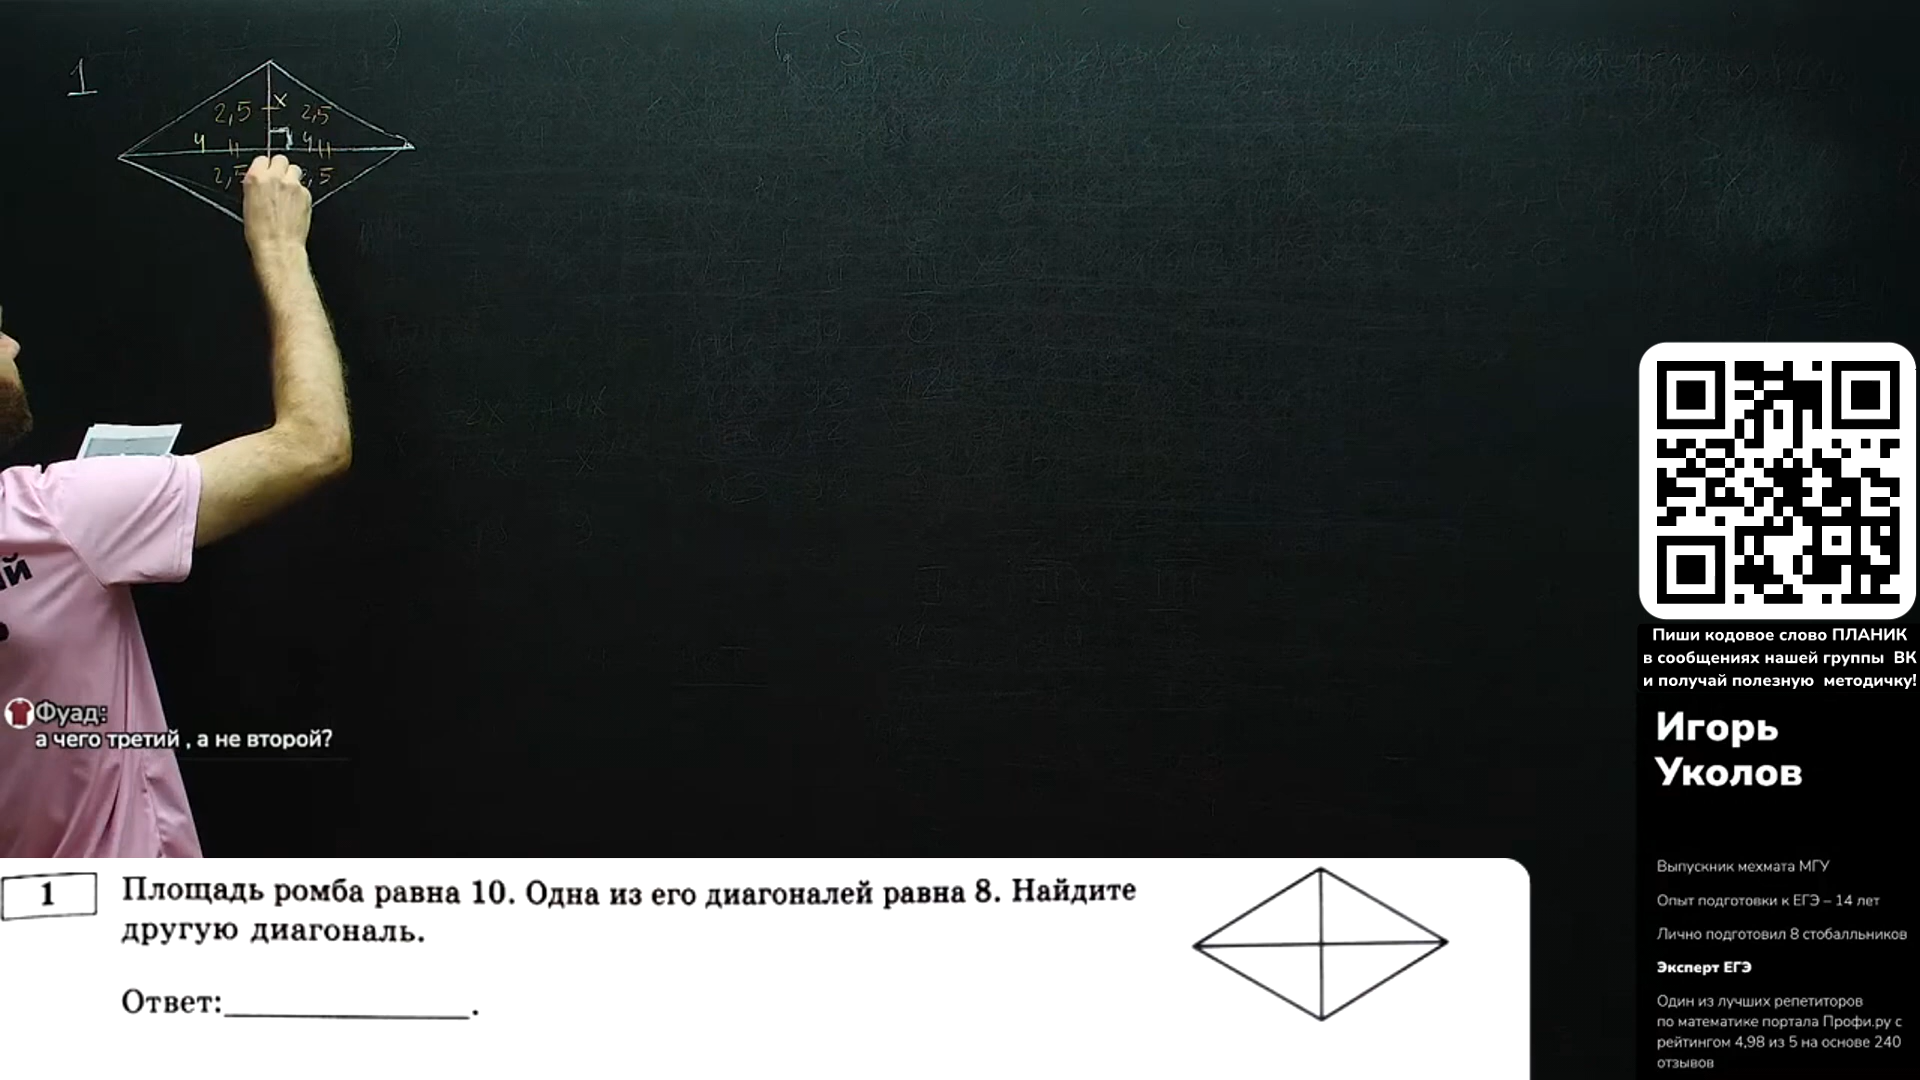 1
2,5 x 2,5
4 4
2,5
Фуад:
а чего третий , а не второй?
Пиши кодовое слово ПЛАНИК
в сообщениях нашей группы ВК
и получай полезную методичку!
Игорь
Уколов
Выпускник мехмата МГУ
Опыт подготовки к ЕГЭ – 14 лет
Лично подготовил 8 стобалльников
Эксперт ЕГЭ
Один из лучших репетиторов
по математике портала Профи.ру с
рейтингом 4,98 из 5 на основе 240
отзывов
1 Площадь ромба равна 10. Одна из его диагоналей равна 8. Найдите
другую диагональ.
Ответ:______________.